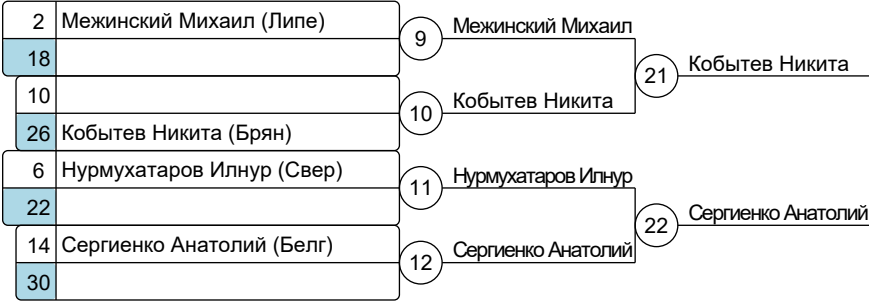 2 Межинский Михаил (Липе)
9 Межинский Михаил
18
21 Кобытев Никита
10
10 Кобытев Никита
26 Кобытев Никита (Брян)
6 Нурмухатаров Илнур (Свер)
11 Нурмухатаров Илнур
22
22 Сергиенко Анатолий
14 Сергиенко Анатолий (Белг)
12 Сергиенко Анатолий
30